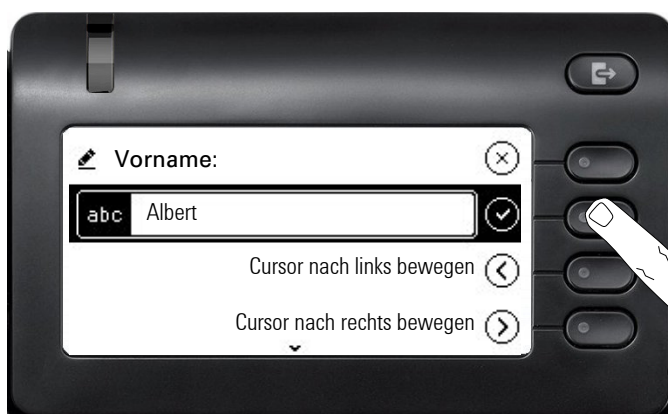 Vorname:
abc Albert
Cursor nach links bewegen
Cursor nach rechts bewegen